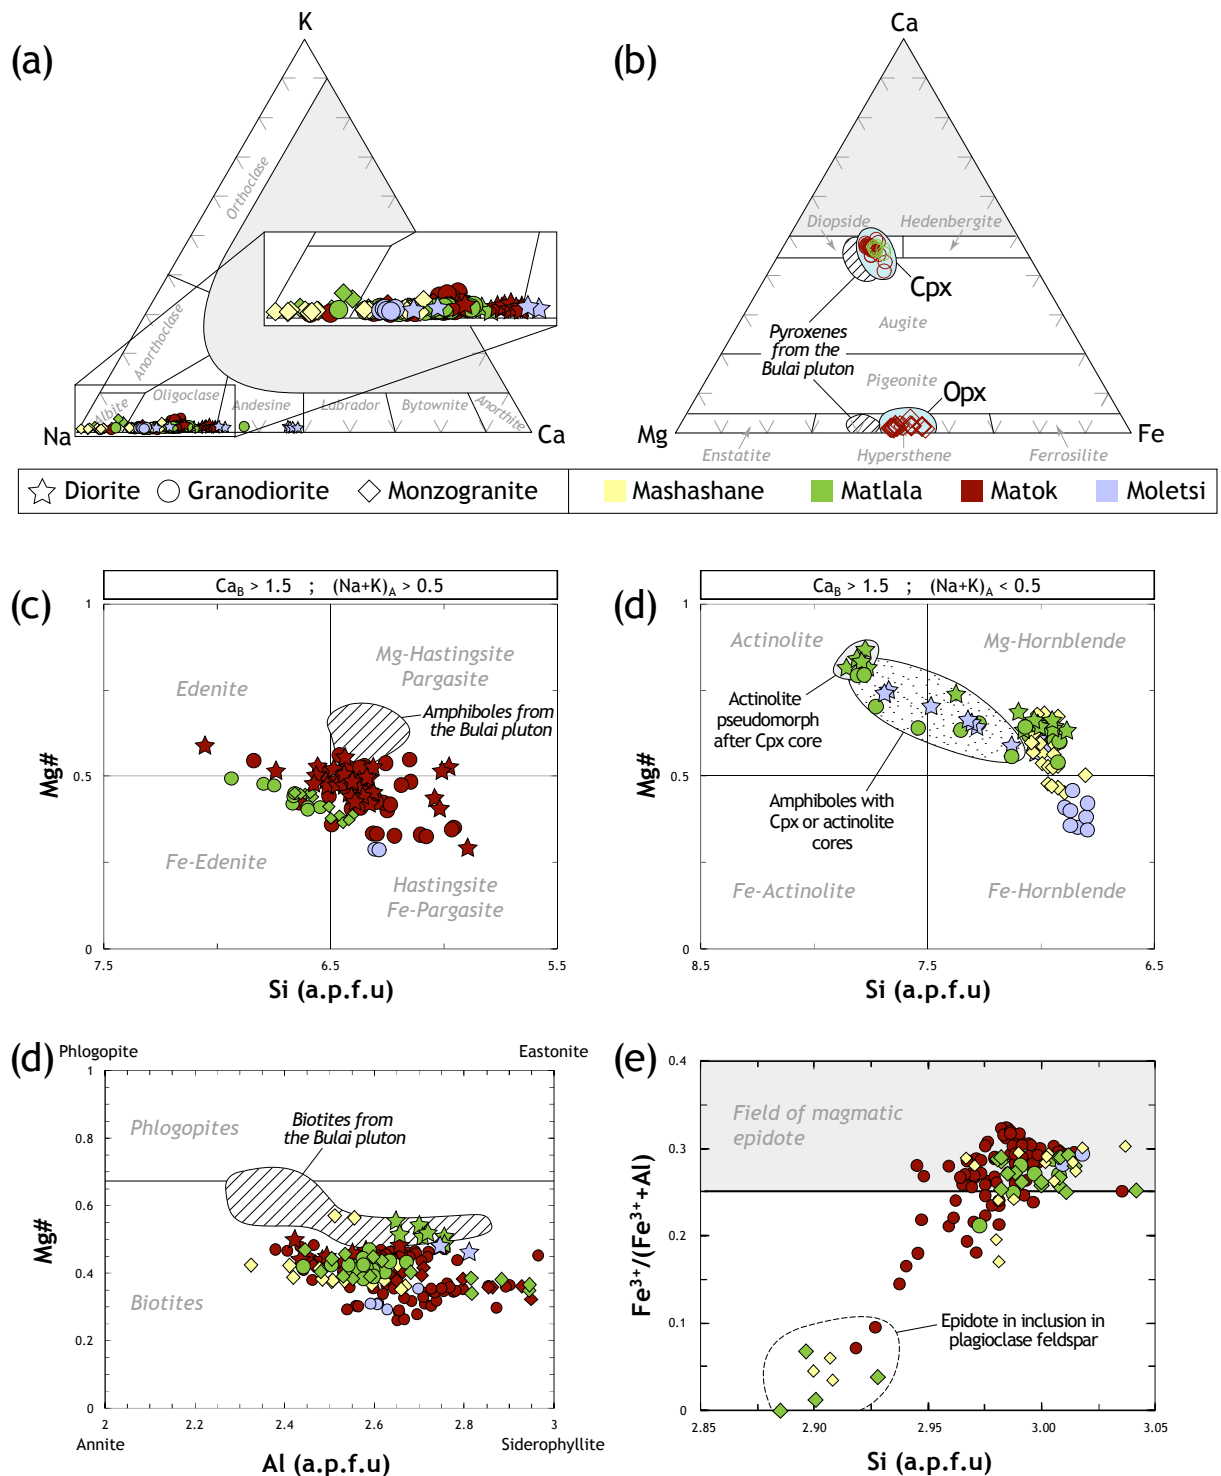 (a)
K
Orthoclase
Anorthoclase
Albite
Oligoclase
Andesine
Labrador
Bytownite
Anorthite
Na
Ca
(b)
Ca
Diopside
Hedenbergite
Cpx
Augite
Pyroxenes
from the
Bulai pluton
Pigeonite
Opx
Mg
Fe
Enstatite
Hypersthene
Ferrosilite
Diorite
Granodiorite
Monzogranite
Mashashane
Matlala
Matok
Moletsi
(c)
Ca_B > 1.5 ; (Na+K)_A > 0.5
1
Edenite
Mg-Hastingsite
Pargasite
Amphiboles from
the Bulai pluton
Mg#
0.5
Fe-Edenite
Hastingsite
Fe-Pargasite
0
7.5
6.5
5.5
Si (a.p.f.u)
(d)
Ca_B > 1.5 ; (Na+K)_A < 0.5
1
Actinolite
Mg-Hornblende
Actinolite
pseudomorph
after Cpx core
Mg#
0.5
Amphiboles with
Cpx or actinolite
cores
Fe-Actinolite
Fe-Hornblende
0
8.5
7.5
6.5
Si (a.p.f.u)
(d)
Phlogopite
Eastonite
1
Biotites from
the Bulai pluton
Phlogopites
0.8
0.6
Mg#
0.4
Biotites
0.2
0
2
2.2
2.4
2.6
2.8
3
Annite
Siderophyllite
Al (a.p.f.u)
(e)
0.4
Field of magmatic
epidote
0.3
Fe³⁺/(Fe³⁺+Al)
0.2
0.1
Epidote in inclusion in
plagioclase feldspar
0
2.85
2.90
2.95
3.00
3.05
Si (a.p.f.u)